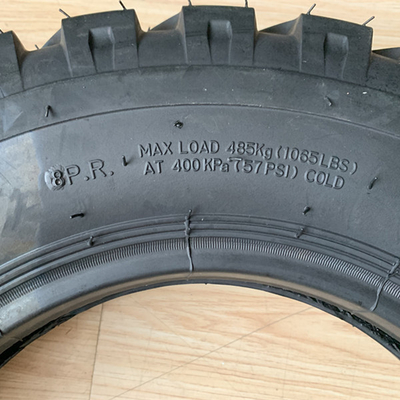 8P.R.
MAX LOAD 485Kg(1065LBS)
AT 400KPa(57PSI) COLD